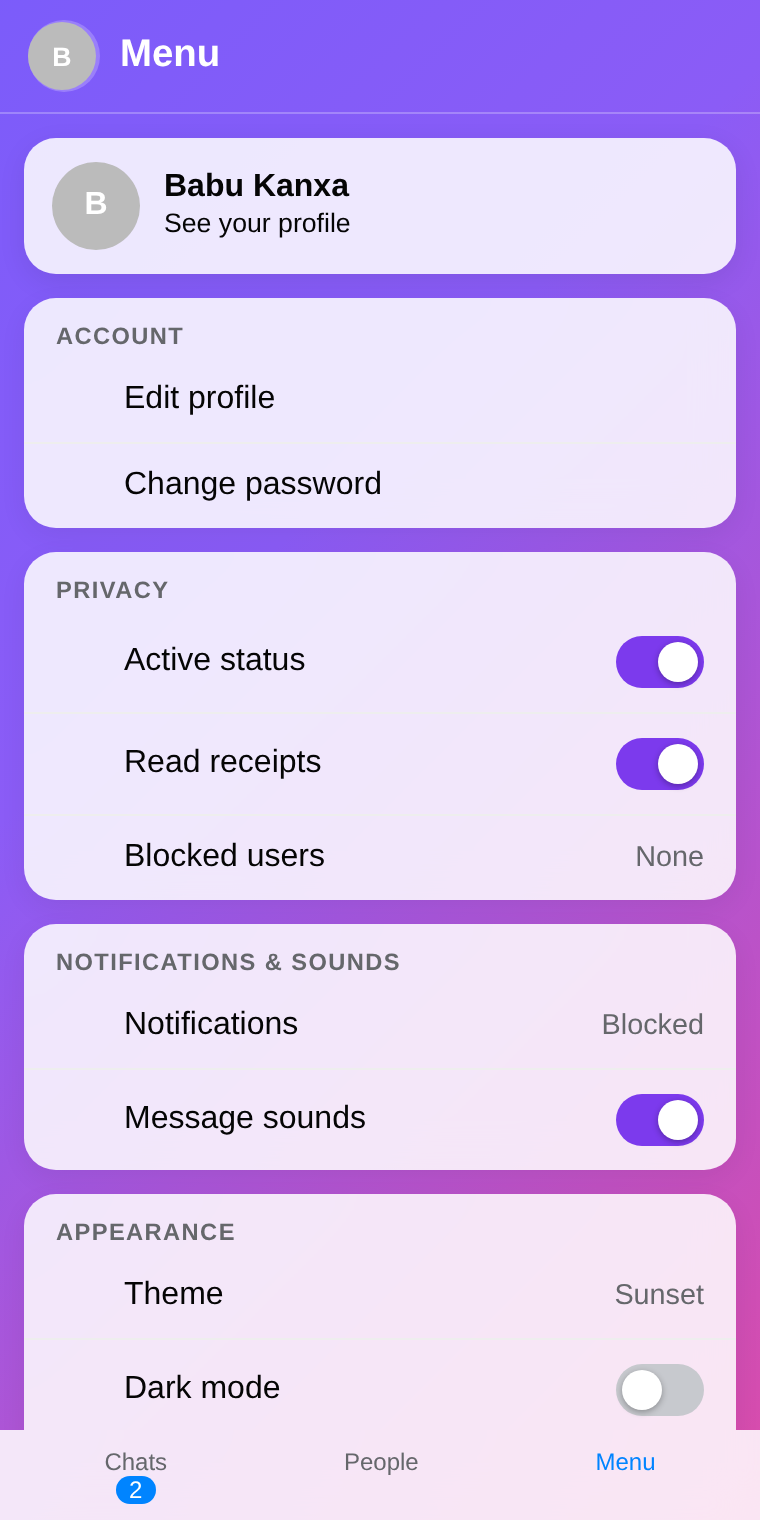 B
Menu
B
Babu Kanxa
See your profile
ACCOUNT
Edit profile
Change password
PRIVACY
Active status
Read receipts
Blocked users None
NOTIFICATIONS & SOUNDS
Notifications Blocked
Message sounds
APPEARANCE
Theme Sunset
Dark mode
Chats People Menu
2